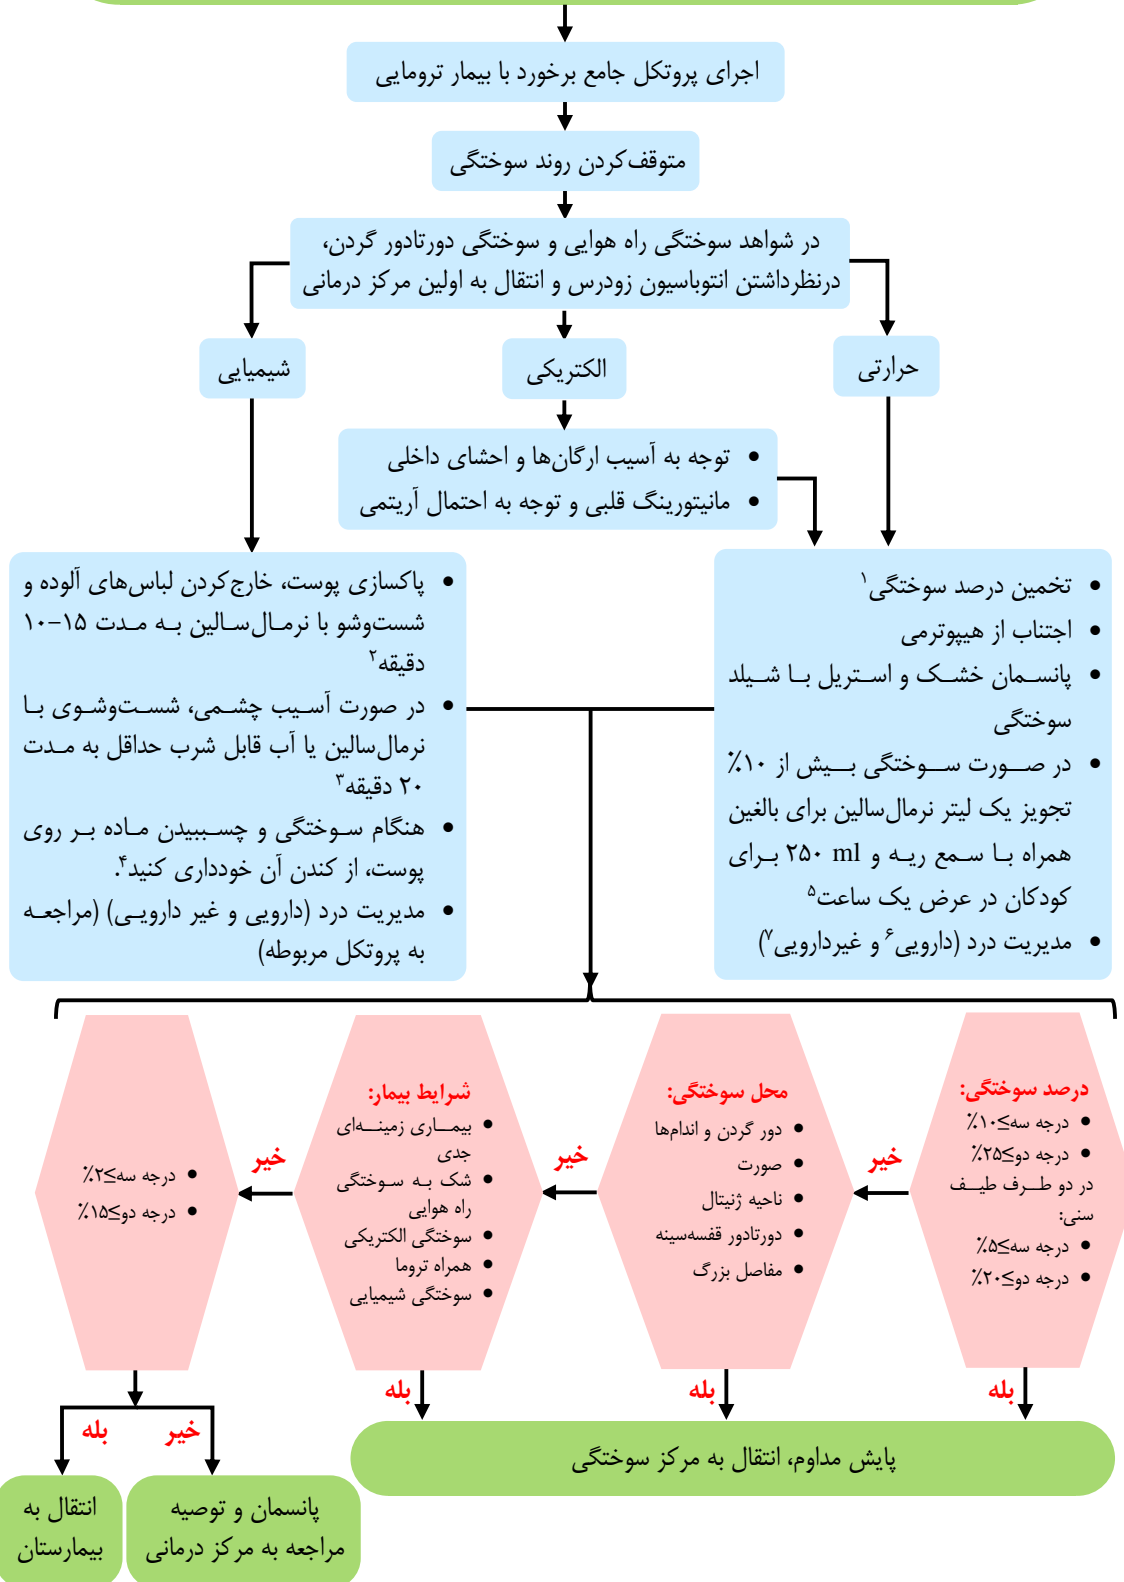 اجرای پروتکل جامع برخورد با بیمار ترومایی
متوقف‌کردن روند سوختگی
در شواهد سوختگی راه هوایی و سوختگی دورتادور گردن،
درنظرداشتن انتوباسیون زودرس و انتقال به اولین مرکز درمانی
حرارتی
الکتریکی
شیمیایی
• توجه به آسیب ارگان‌ها و احشای داخلی
• مانیتورینگ قلبی و توجه به احتمال آریتمی
• تخمین درصد سوختگی۱
• اجتناب از هیپوترمی
• پانسمان خشک و استریل با شیلد
سوختگی
• در صورت سوختگی بیش از ۱۰٪
تجویز یک لیتر نرمال‌سالین برای بالغین
همراه با سمع ریه و ۲۵۰ ml برای
کودکان در عرض یک ساعت۵
• مدیریت درد (دارویی۶ و غیردارویی۷)
• پاکسازی پوست، خارج‌کردن لباس‌های آلوده و
شست‌وشو با نرمال‌سالین به مدت ۱۵–۱۰
دقیقه۲
• در صورت آسیب چشمی، شست‌وشوی با
نرمال‌سالین یا آب قابل شرب حداقل به مدت
۲۰ دقیقه۳
• هنگام سوختگی و چسبیدن ماده بر روی
پوست، از کندن آن خودداری کنید۴.
• مدیریت درد (دارویی و غیر دارویی) (مراجعه
به پروتکل مربوطه)
درصد سوختگی:
• درجه سه≥۱۰٪
• درجه دو≥۲۵٪
در دو طرف طیف
سنی:
• درجه سه≥۵٪
• درجه دو≥۲۰٪
خیر
محل سوختگی:
• دور گردن و اندام‌ها
• صورت
• ناحیه ژنیتال
• دورتادور قفسه‌سینه
• مفاصل بزرگ
خیر
شرایط بیمار:
• بیماری زمینه‌ای
جدی
• شک به سوختگی
راه هوایی
• سوختگی الکتریکی
• همراه تروما
• سوختگی شیمیایی
خیر
• درجه سه≥۲٪
• درجه دو≥۱۵٪
بله
بله
بله
خیر
بله
پایش مداوم، انتقال به مرکز سوختگی
پانسمان و توصیه
مراجعه به مرکز درمانی
انتقال به
بیمارستان